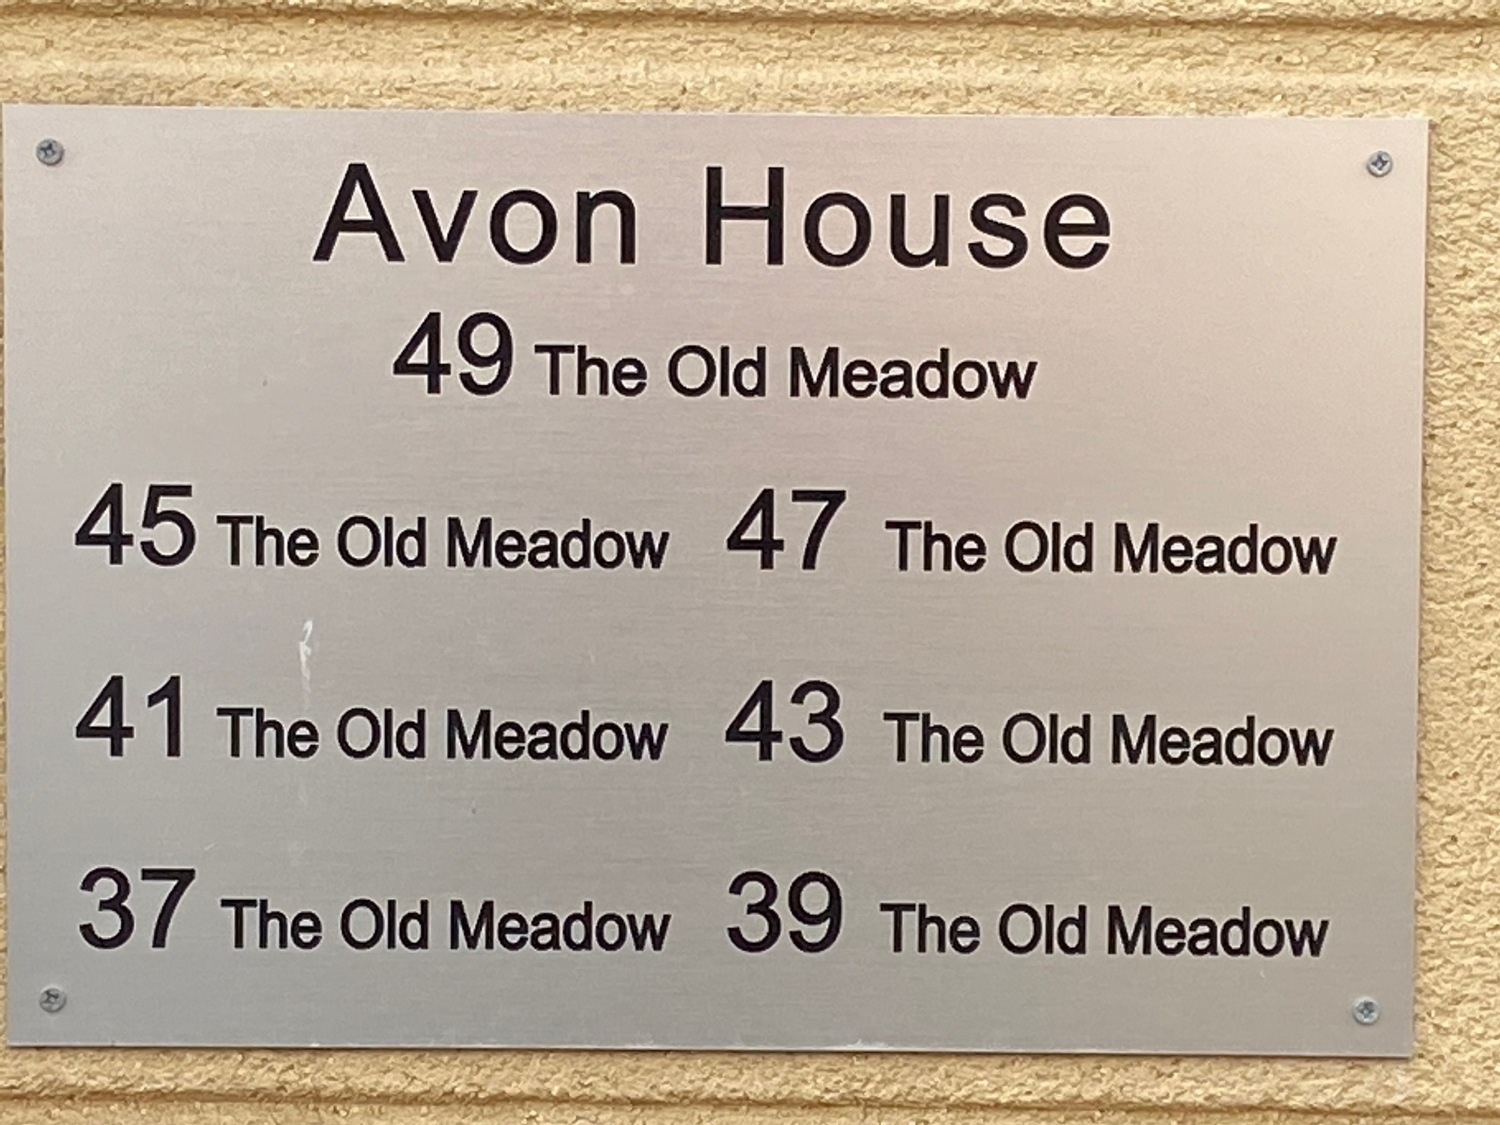 Avon House
49 The Old Meadow
45 The Old Meadow 47 The Old Meadow
41 The Old Meadow 43 The Old Meadow
37 The Old Meadow 39 The Old Meadow